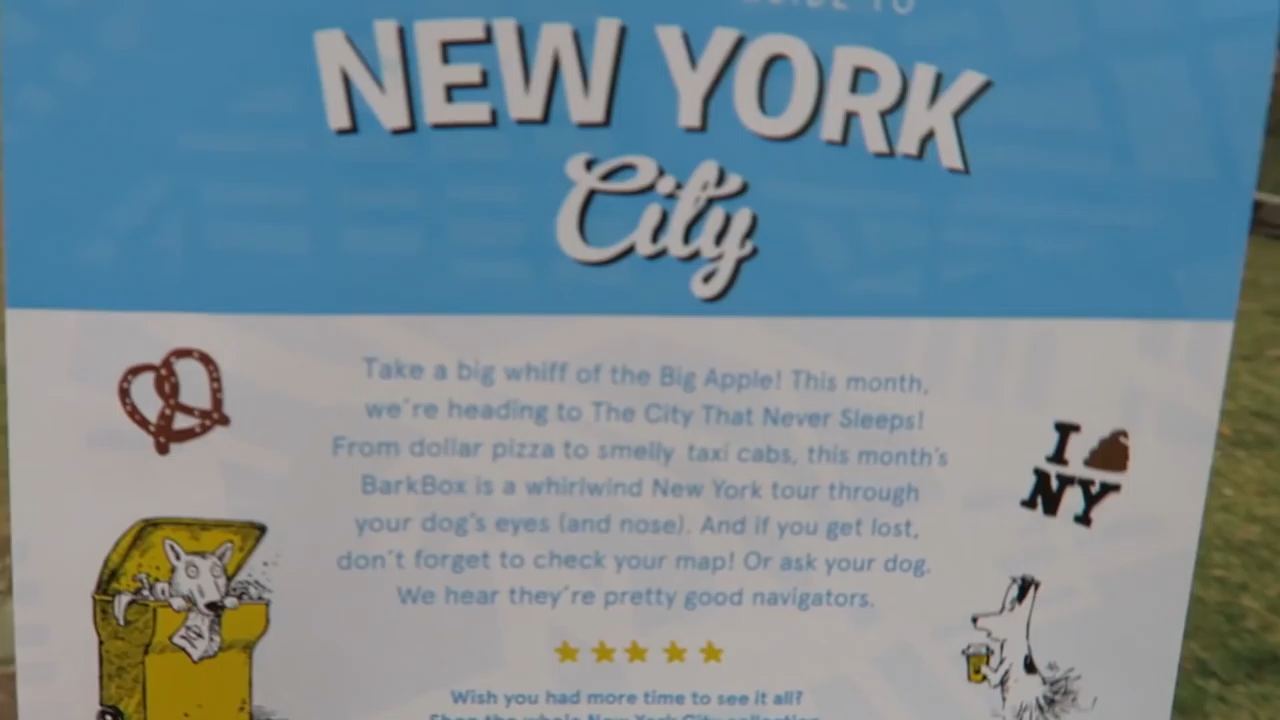 GUIDE TO
NEW YORK
City
Take a big whiff of the Big Apple! This month,
we're heading to The City That Never Sleeps!
From dollar pizza to smelly taxi cabs, this month's
BarkBox is a whirlwind New York tour through
your dog's eyes (and nose). And if you get lost,
don't forget to check your map! Or ask your dog.
We hear they're pretty good navigators.
I
NY
Wish you had more time to see it all?
Shop the whole New York City collection